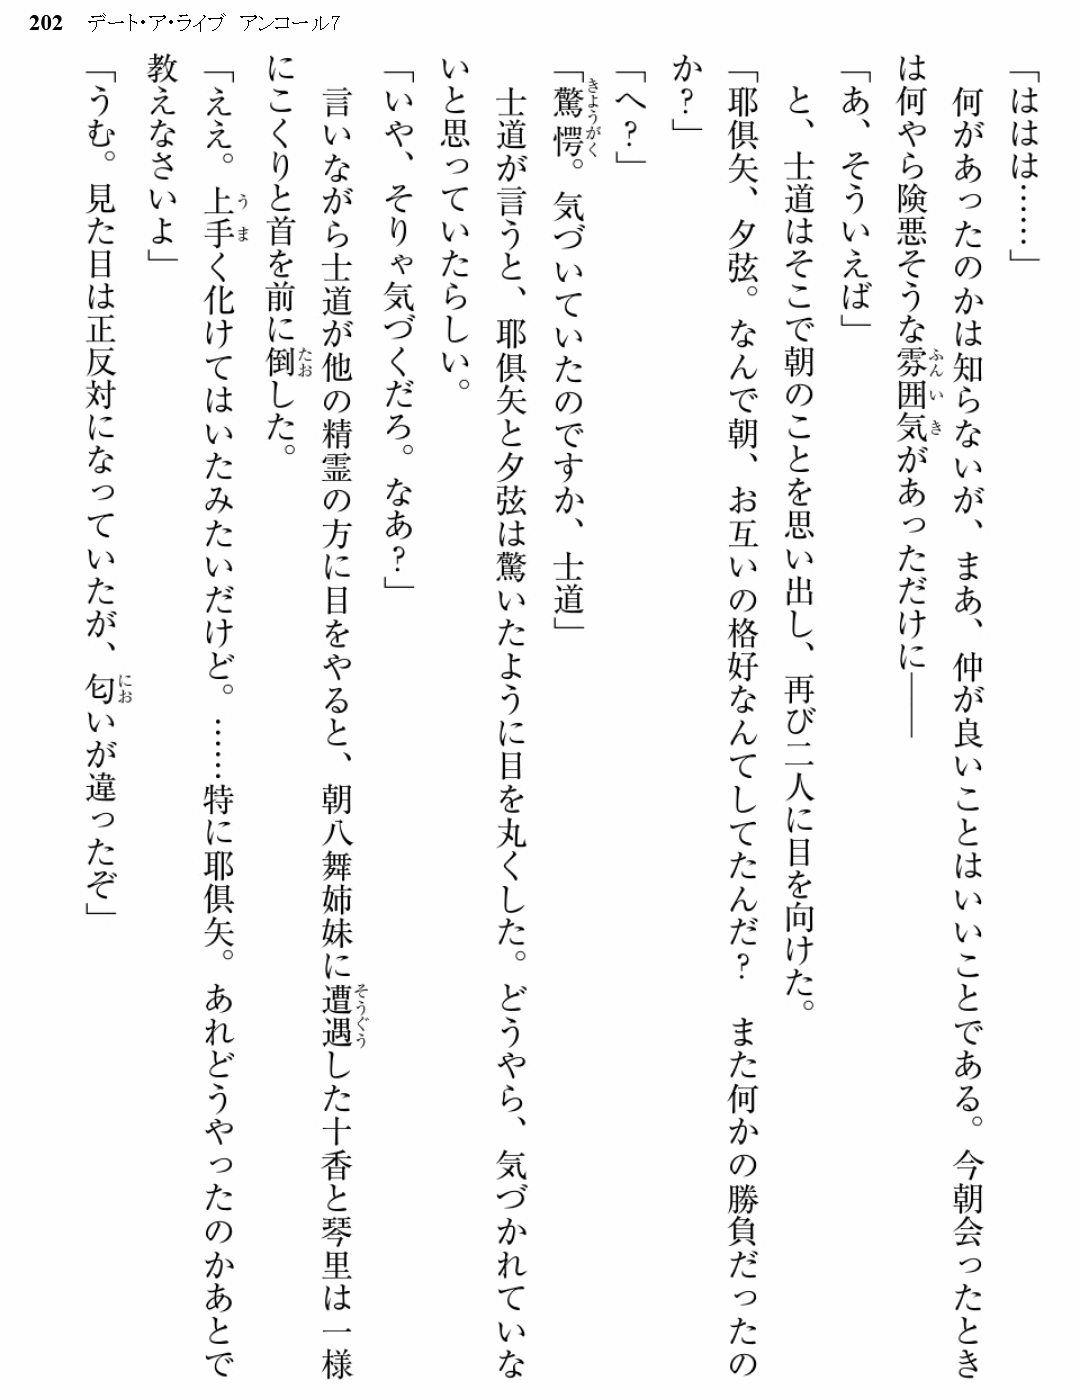 202 デート・ア・ライブ アンコール7
「ははは……」
何があったのかは知らないが、まあ、仲が良いことはいいことである。今朝会ったとき
は何やら険悪そうな雰囲気があっただけに――
「あ、そういえば」
と、士道はそこで朝のことを思い出し、再び二人に目を向けた。
「耶倶矢、夕弦。なんで朝、お互いの格好なんてしてたんだ? また何かの勝負だったの
か?」
「へ?」
「驚愕。気づいていたのですか、士道」
士道が言うと、耶倶矢と夕弦は驚いたように目を丸くした。どうやら、気づかれていな
いと思っていたらしい。
「いや、そりゃ気づくだろ。なあ?」
言いながら士道が他の精霊の方に目をやると、朝八舞姉妹に遭遇した十香と琴里は一様
にこくりと首を前に倒した。
「ええ。上手く化けてはいたみたいだけど。……特に耶倶矢。あれどうやったのかあとで
教えなさいよ」
「うむ。見た目は正反対になっていたが、匂いが違ったぞ」